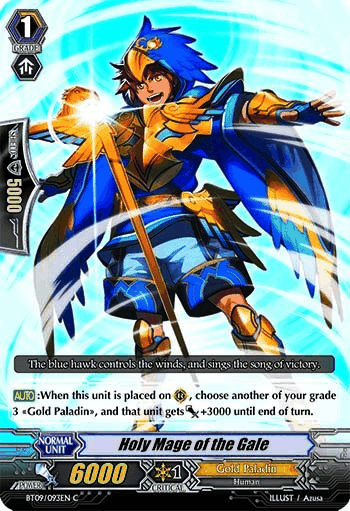 1
GRADE
SHIELD
5000
The blue hawk controls the winds, and sings the song of victory.
AUTO:When this unit is placed on R, choose another of your grade
3 «Gold Paladin», and that unit gets +3000 until end of turn.
NORMAL
UNIT
Holy Mage of the Gale
POWER
6000
1
CRITICAL
Gold Paladin
Human
BT09/093EN C
ILLUST / Azusa